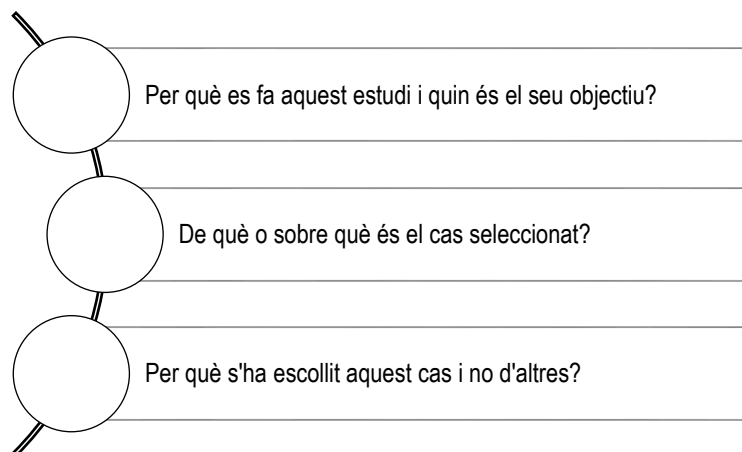 Per què es fa aquest estudi i quin és el seu objectiu?
De què o sobre què és el cas seleccionat?
Per què s'ha escollit aquest cas i no d'altres?